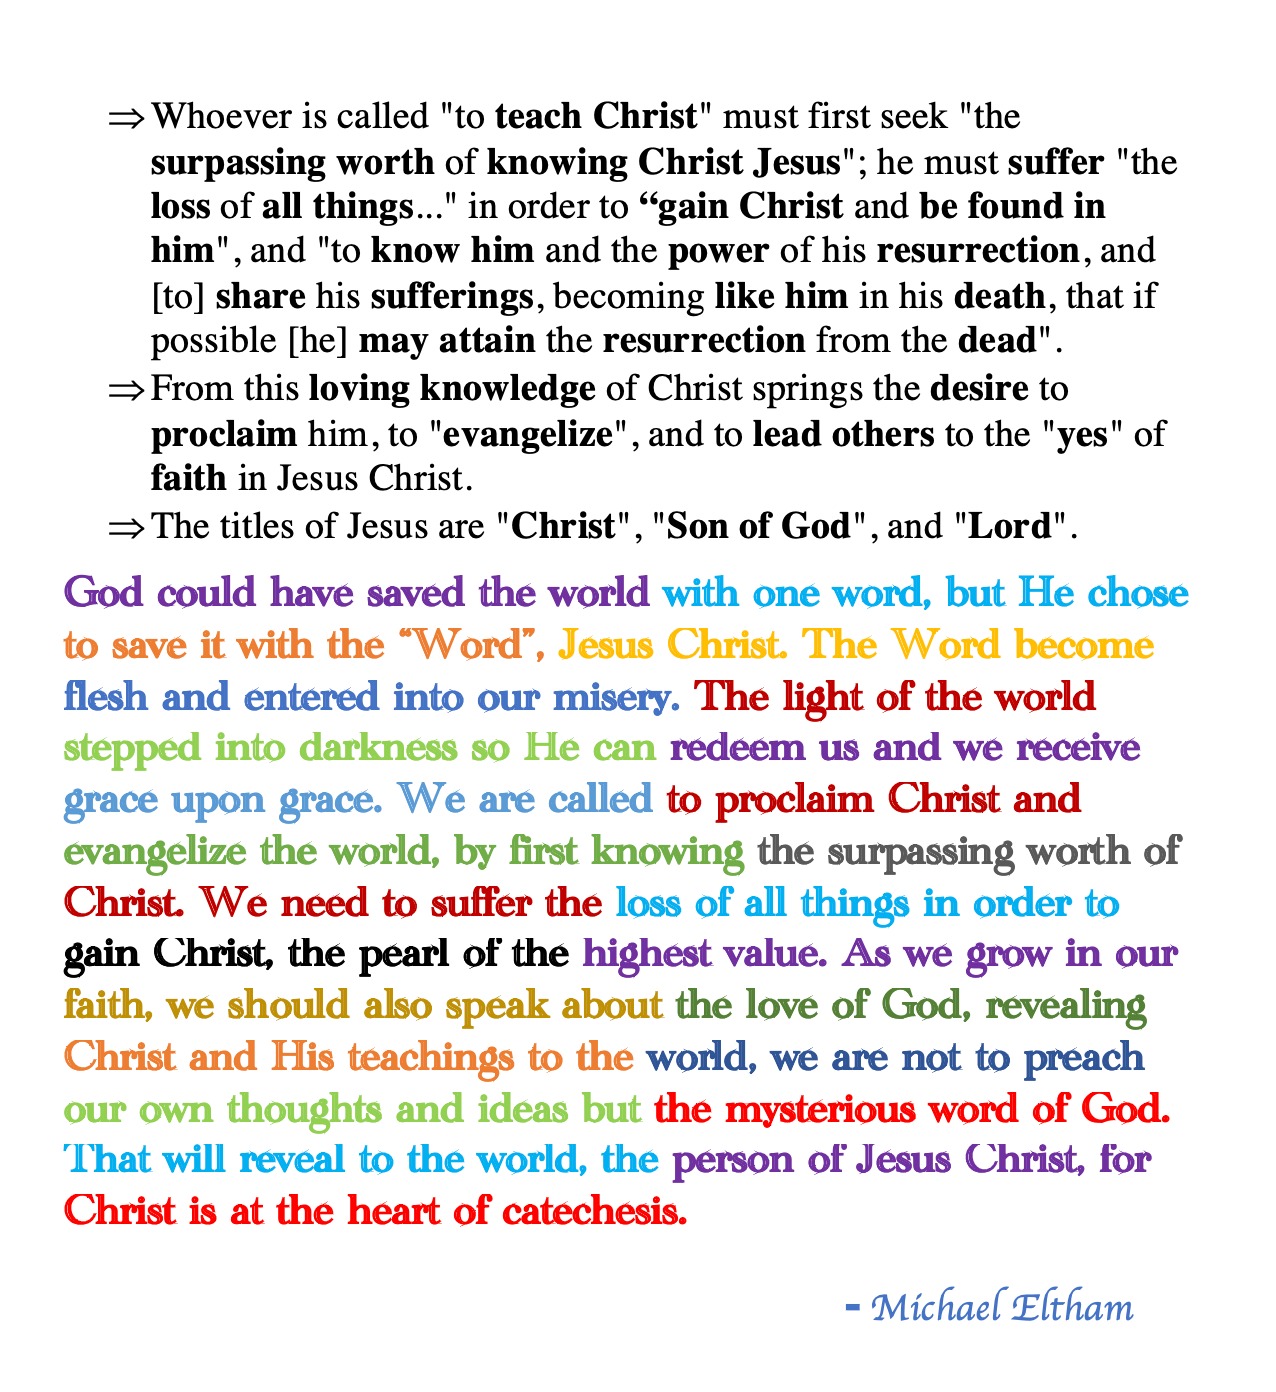 ⇒ Whoever is called "to teach Christ" must first seek "the
surpassing worth of knowing Christ Jesus"; he must suffer "the
loss of all things..." in order to “gain Christ and be found in
him", and "to know him and the power of his resurrection, and
[to] share his sufferings, becoming like him in his death, that if
possible [he] may attain the resurrection from the dead".
⇒ From this loving knowledge of Christ springs the desire to
proclaim him, to "evangelize", and to lead others to the "yes" of
faith in Jesus Christ.
⇒ The titles of Jesus are "Christ", "Son of God", and "Lord".
God could have saved the world with one word, but He chose
to save it with the “Word”, Jesus Christ. The Word become
flesh and entered into our misery. The light of the world
stepped into darkness so He can redeem us and we receive
grace upon grace. We are called to proclaim Christ and
evangelize the world, by first knowing the surpassing worth of
Christ. We need to suffer the loss of all things in order to
gain Christ, the pearl of the highest value. As we grow in our
faith, we should also speak about the love of God, revealing
Christ and His teachings to the world, we are not to preach
our own thoughts and ideas but the mysterious word of God.
That will reveal to the world, the person of Jesus Christ, for
Christ is at the heart of catechesis.
- Michael Eltham